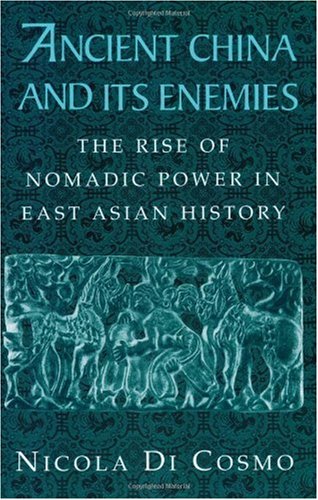 ANCIENT CHINA
AND ITS ENEMIES
THE RISE OF
NOMADIC POWER IN
EAST ASIAN HISTORY
NICOLA DI COSMO